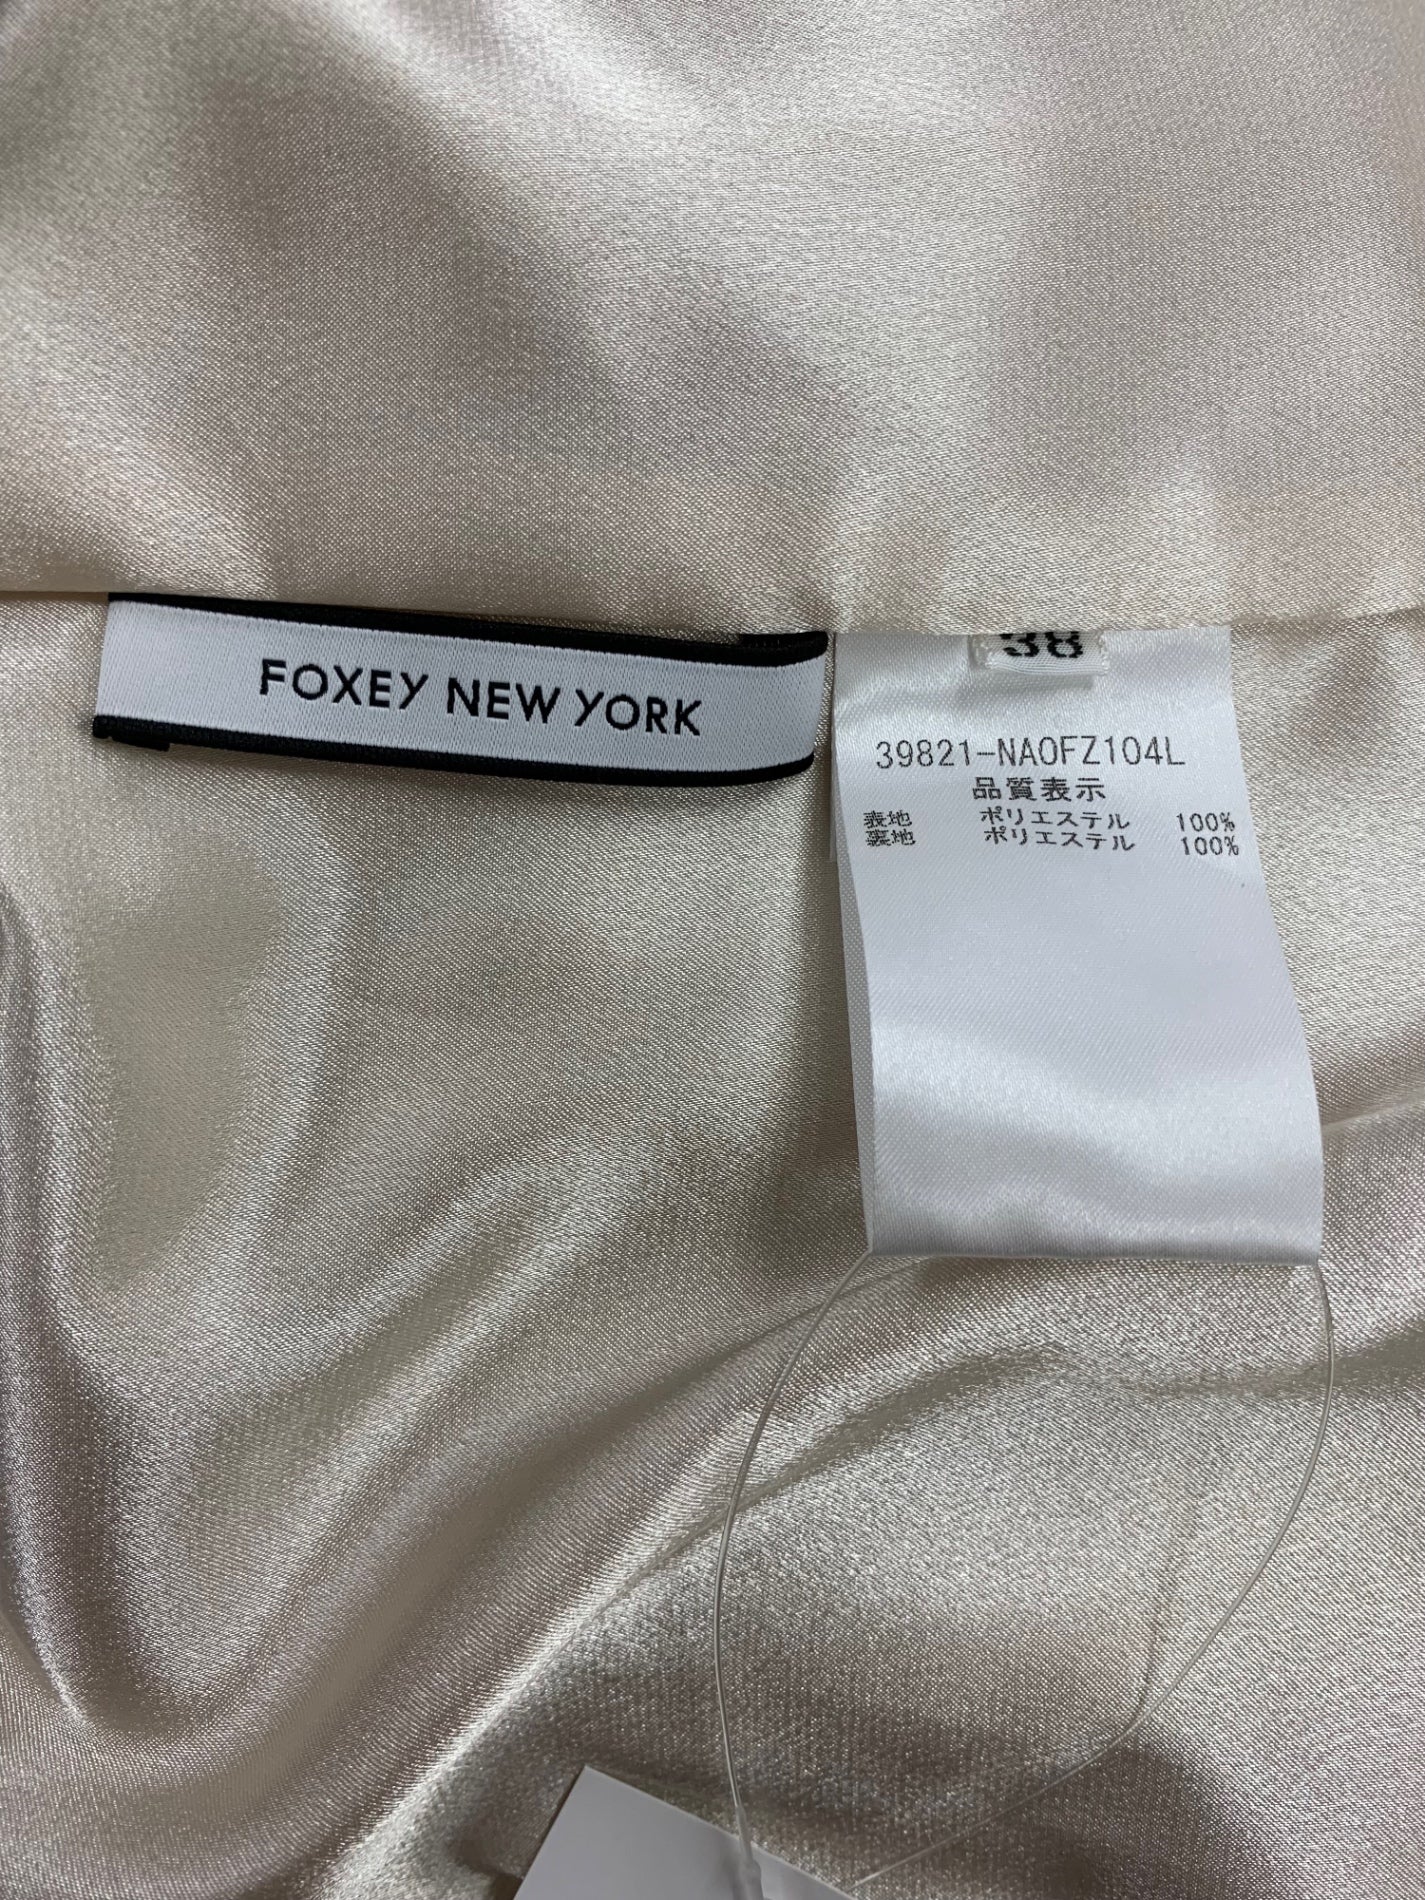 FOXEY NEW YORK
38
39821-NAOFZ104L
品質表示
表地 ポリエステル 100%
裏地 ポリエステル 100%